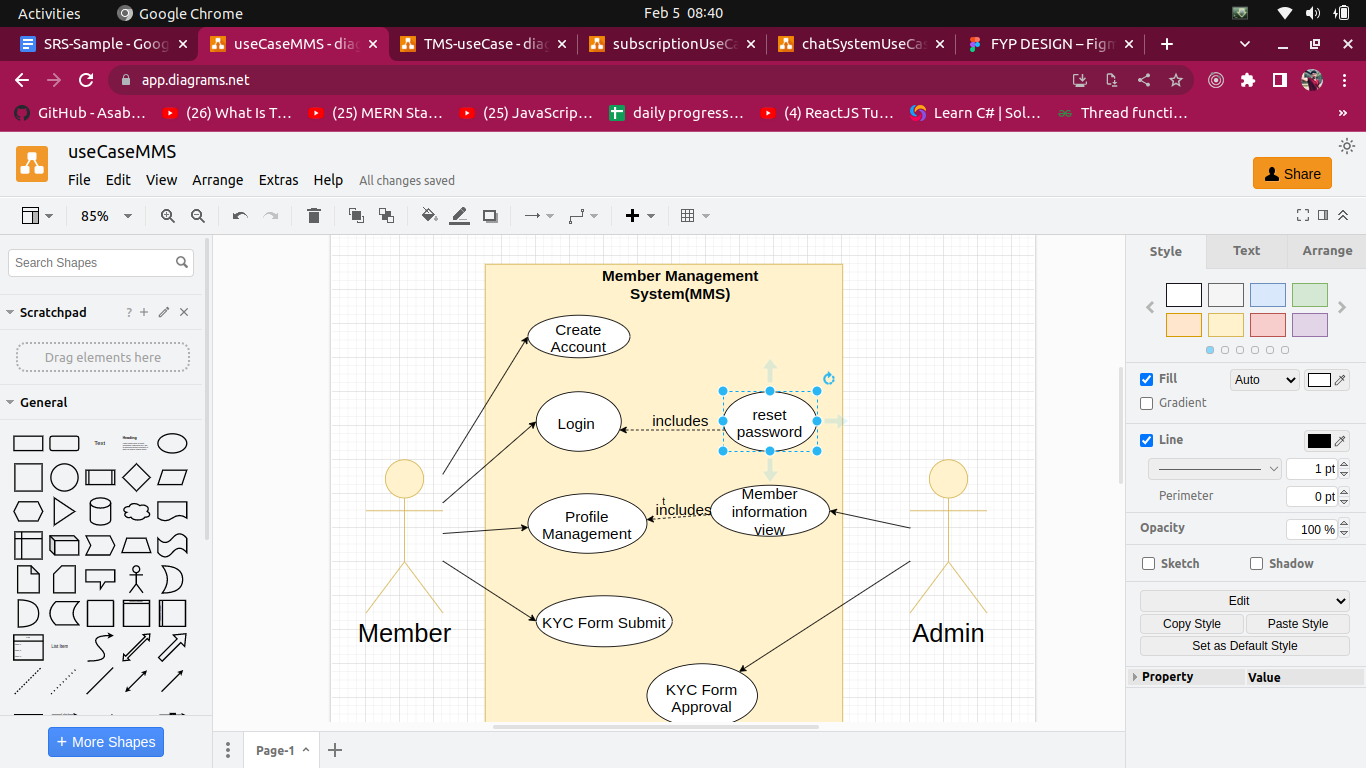 Activities
Google Chrome
Feb 5 08:40
SRS-Sample - Goog
useCaseMMS - dia
TMS-useCase - dia
subscriptionUseCa
chatSystemUseCas
FYP DESIGN – Figm
app.diagrams.net
GitHub - Asab...
(26) What Is T...
(25) MERN Sta...
(25) JavaScrip...
daily progress...
(4) ReactJS Tu...
Learn C# | Sol...
Thread functi...
»
useCaseMMS
File
Edit
View
Arrange
Extras
Help
All changes saved
Share
85%
Search Shapes
Scratchpad
?
Drag elements here
General
Text
Heading
List Item
+ More Shapes
Member Management
System(MMS)
Create
Account
Login
includes
reset
password
Profile
Management
t
includes
Member
information
view
KYC Form Submit
KYC Form
Approval
Member
Admin
Page-1
Style
Text
Arrange
Fill
Auto
Gradient
Line
1 pt
Perimeter
0 pt
Opacity
100 %
Sketch
Shadow
Edit
Copy Style
Paste Style
Set as Default Style
Property
Value